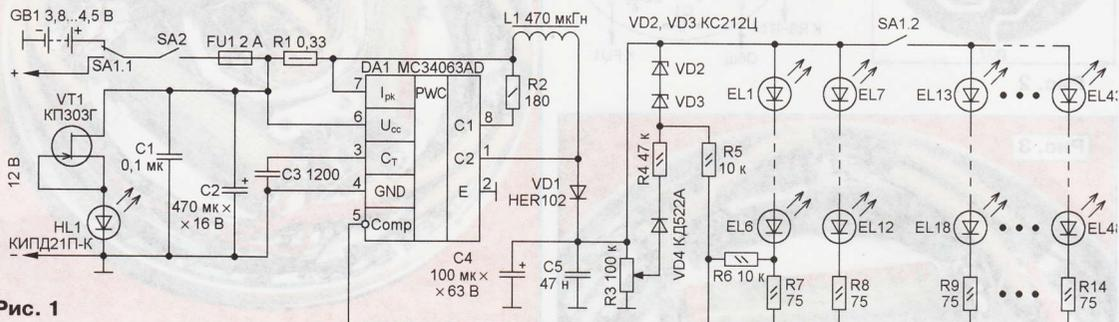 GB1 3,8...4,5 В
SA1.1
SA2
FU1 2 А
R1 0,33
L1 470 мкГн
VD2, VD3 КС212Ц
SA1.2
DA1 MC34063AD
PWC
7
Ipk
6
Ucc
3
CT
4
GND
5
Comp
C1
8
C2
1
E
2
R2
180
+
12 В
-
VT1
КП303Г
HL1
КИПД21П-К
C1
0,1 мк
C2
470 мк ×
× 16 В
C3 1200
VD1
HER102
C4
100 мк ×
× 63 В
C5
47 н
R3 100 к
VD2
VD3
R4 47 к
VD4 КД522А
R5
10 к
R6 10 к
EL1
EL7
EL13
EL6
EL12
EL18
R7
75
R8
75
R9
75
R14
75
Рис. 1